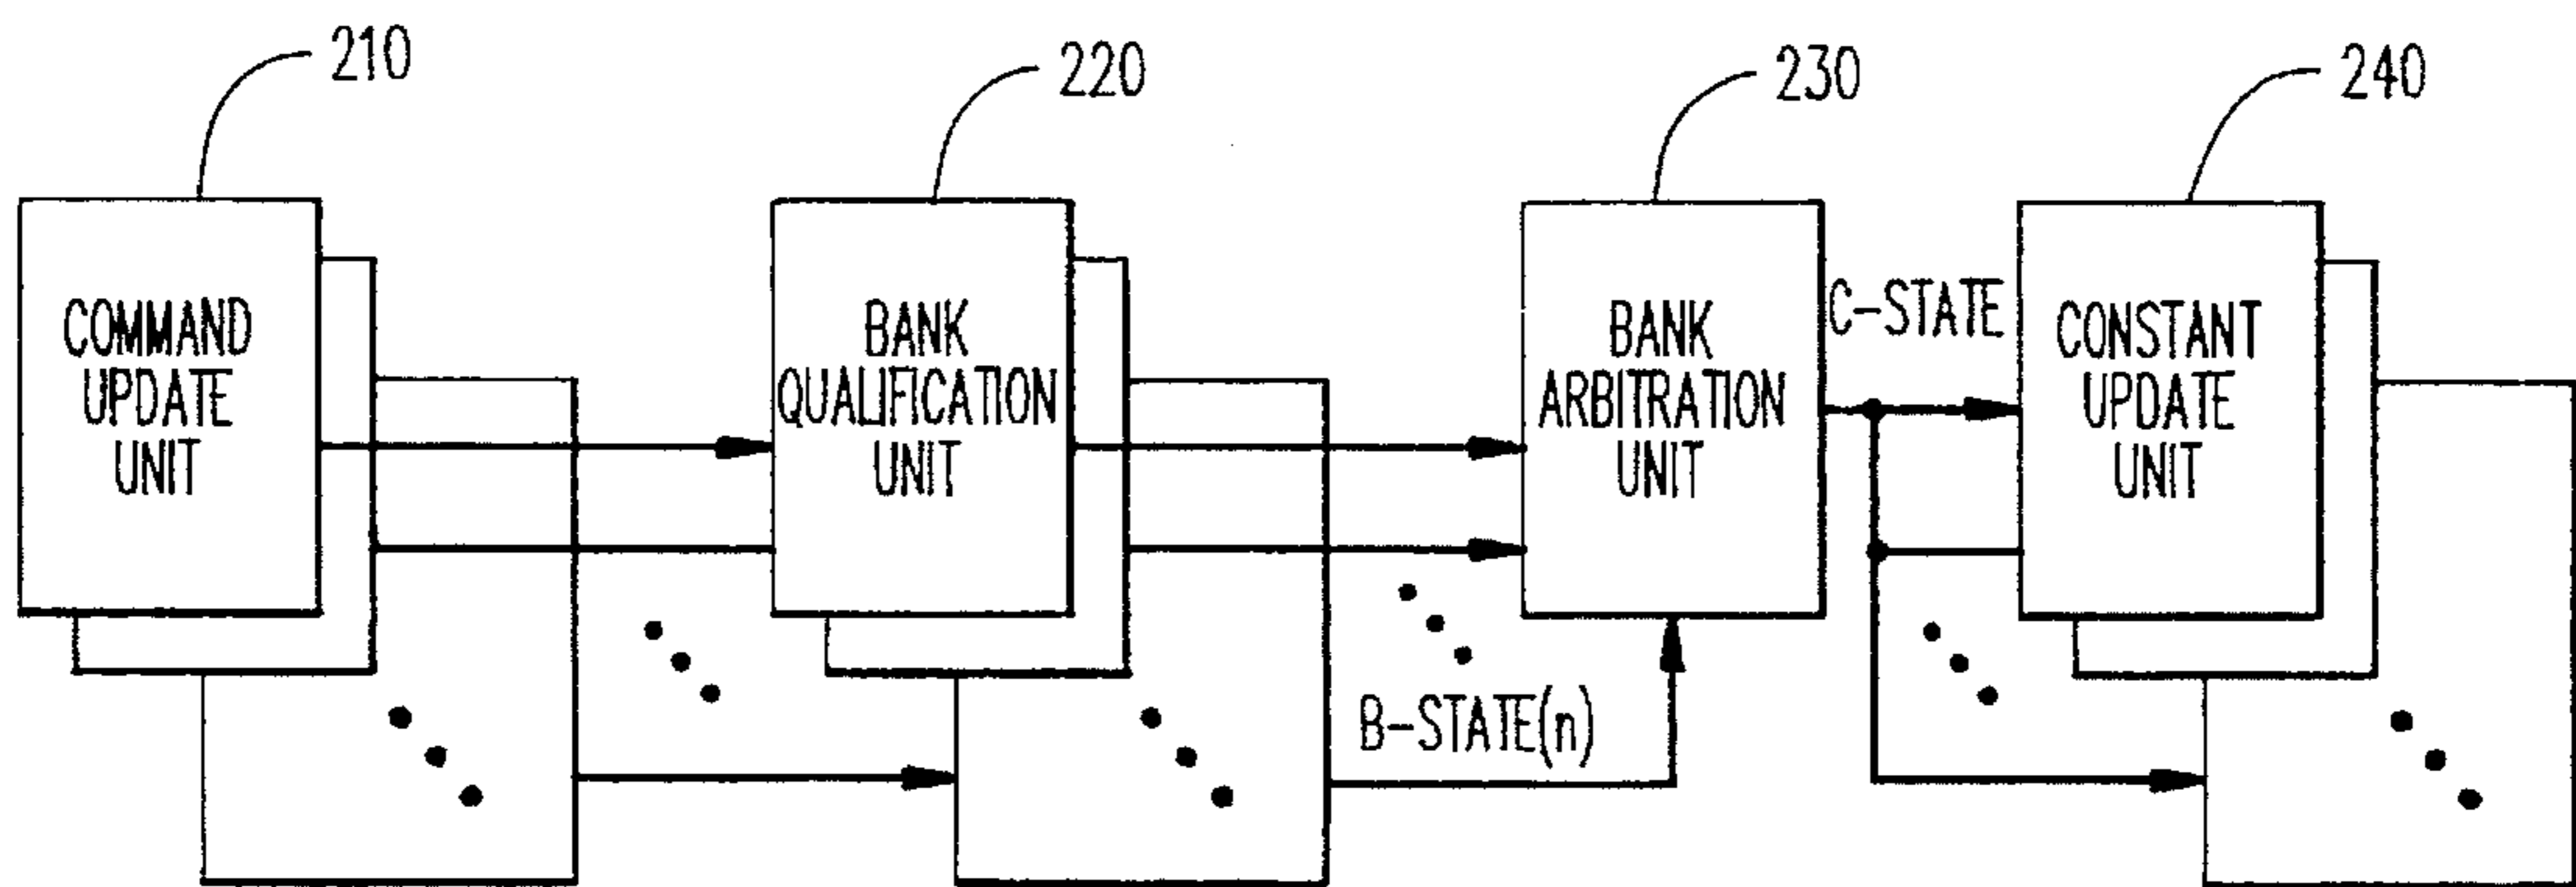 210
220
230
240
COMMAND
UPDATE
UNIT
BANK
QUALIFICATION
UNIT
BANK
ARBITRATION
UNIT
C-STATE
CONSTANT
UPDATE
UNIT
B-STATE(n)